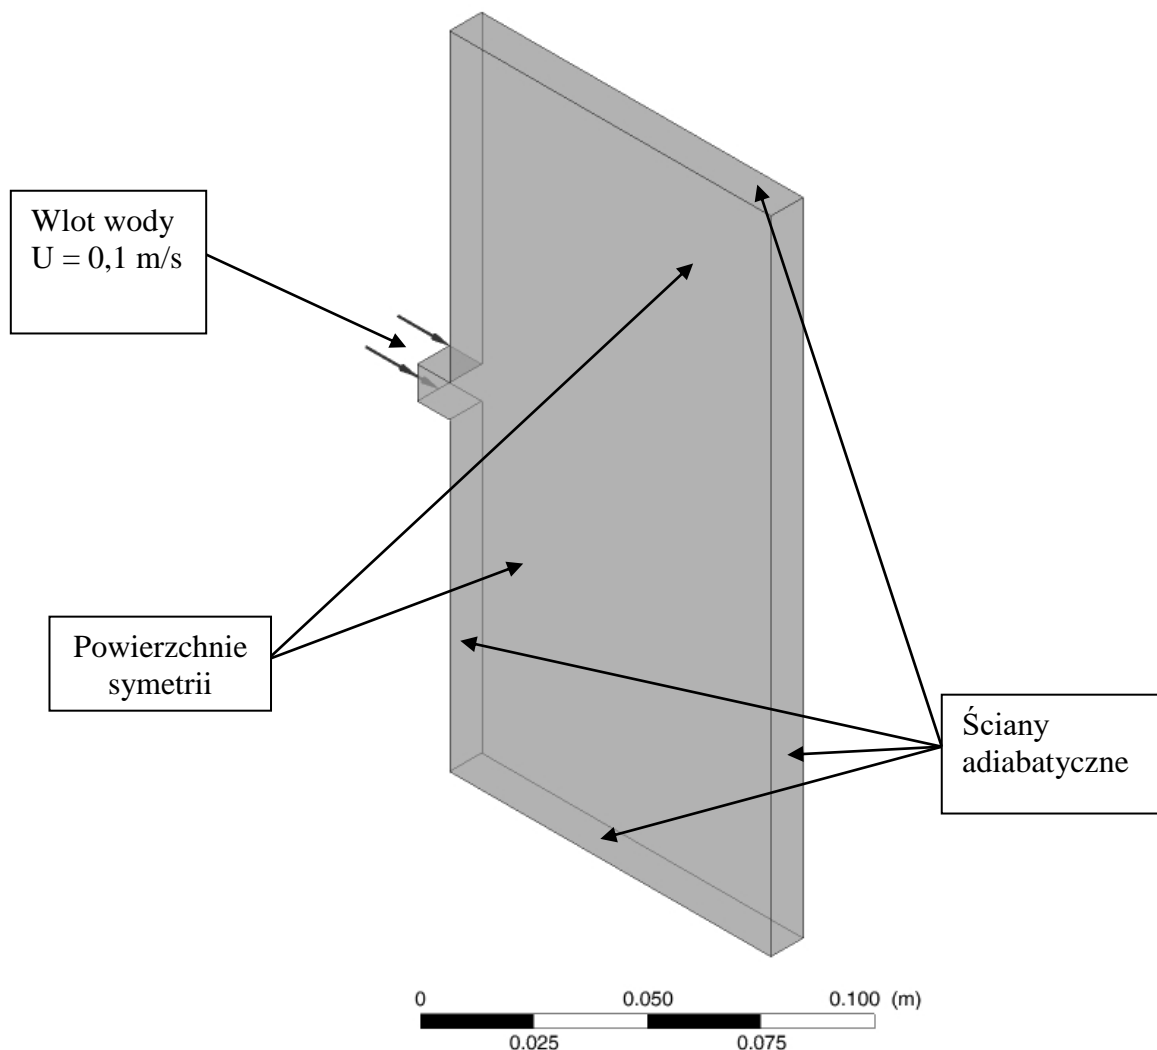 Wlot wody
U = 0,1 m/s
Powierzchnie
symetrii
Ściany
adiabatyczne
0 0.050 0.100 (m)
0.025 0.075